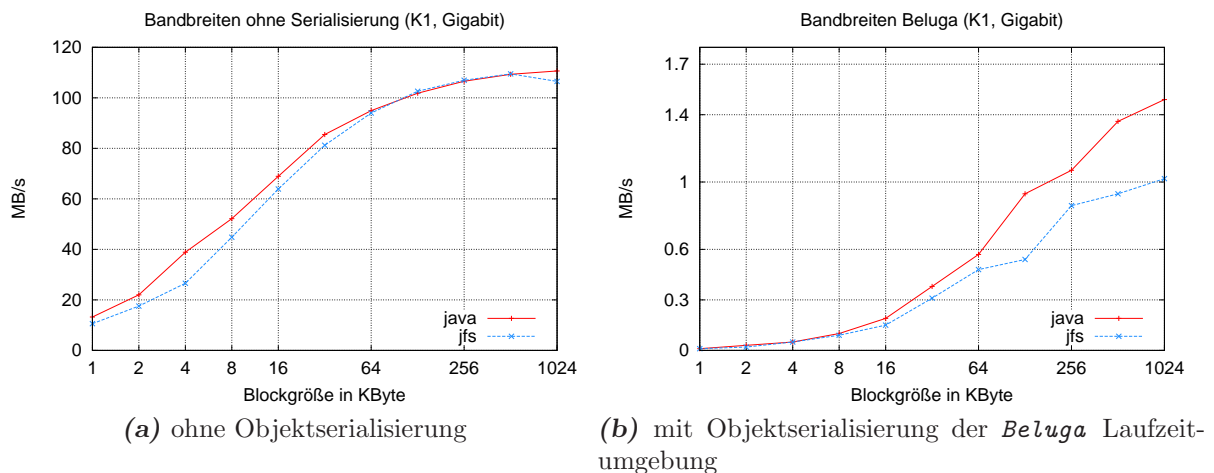 Bandbreiten ohne Serialisierung (K1, Gigabit)
120
100
80
60
40
20
0
MB/s
java
jfs
1 2 4 8 16 64 256 1024
Blockgröße in KByte
(a) ohne Objektserialisierung
Bandbreiten Beluga (K1, Gigabit)
1.7
1.4
1
0.6
0.3
0
MB/s
java
jfs
1 2 4 8 16 64 256 1024
Blockgröße in KByte
(b) mit Objektserialisierung der Beluga Laufzeit-
umgebung